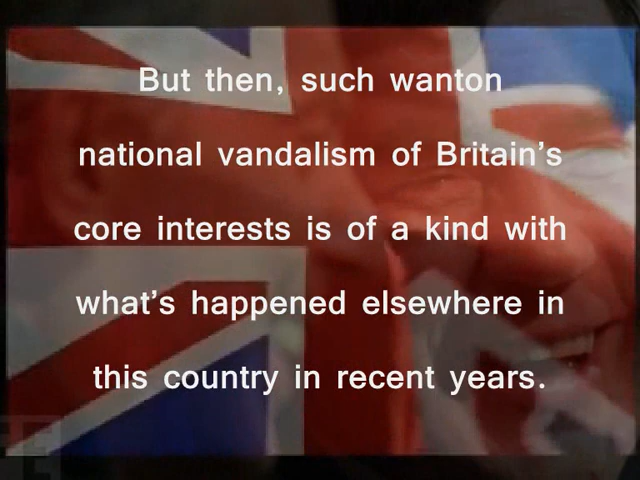 But then, such wanton
national vandalism of Britain's
core interests is of a kind with
what's happened elsewhere in
this country in recent years.